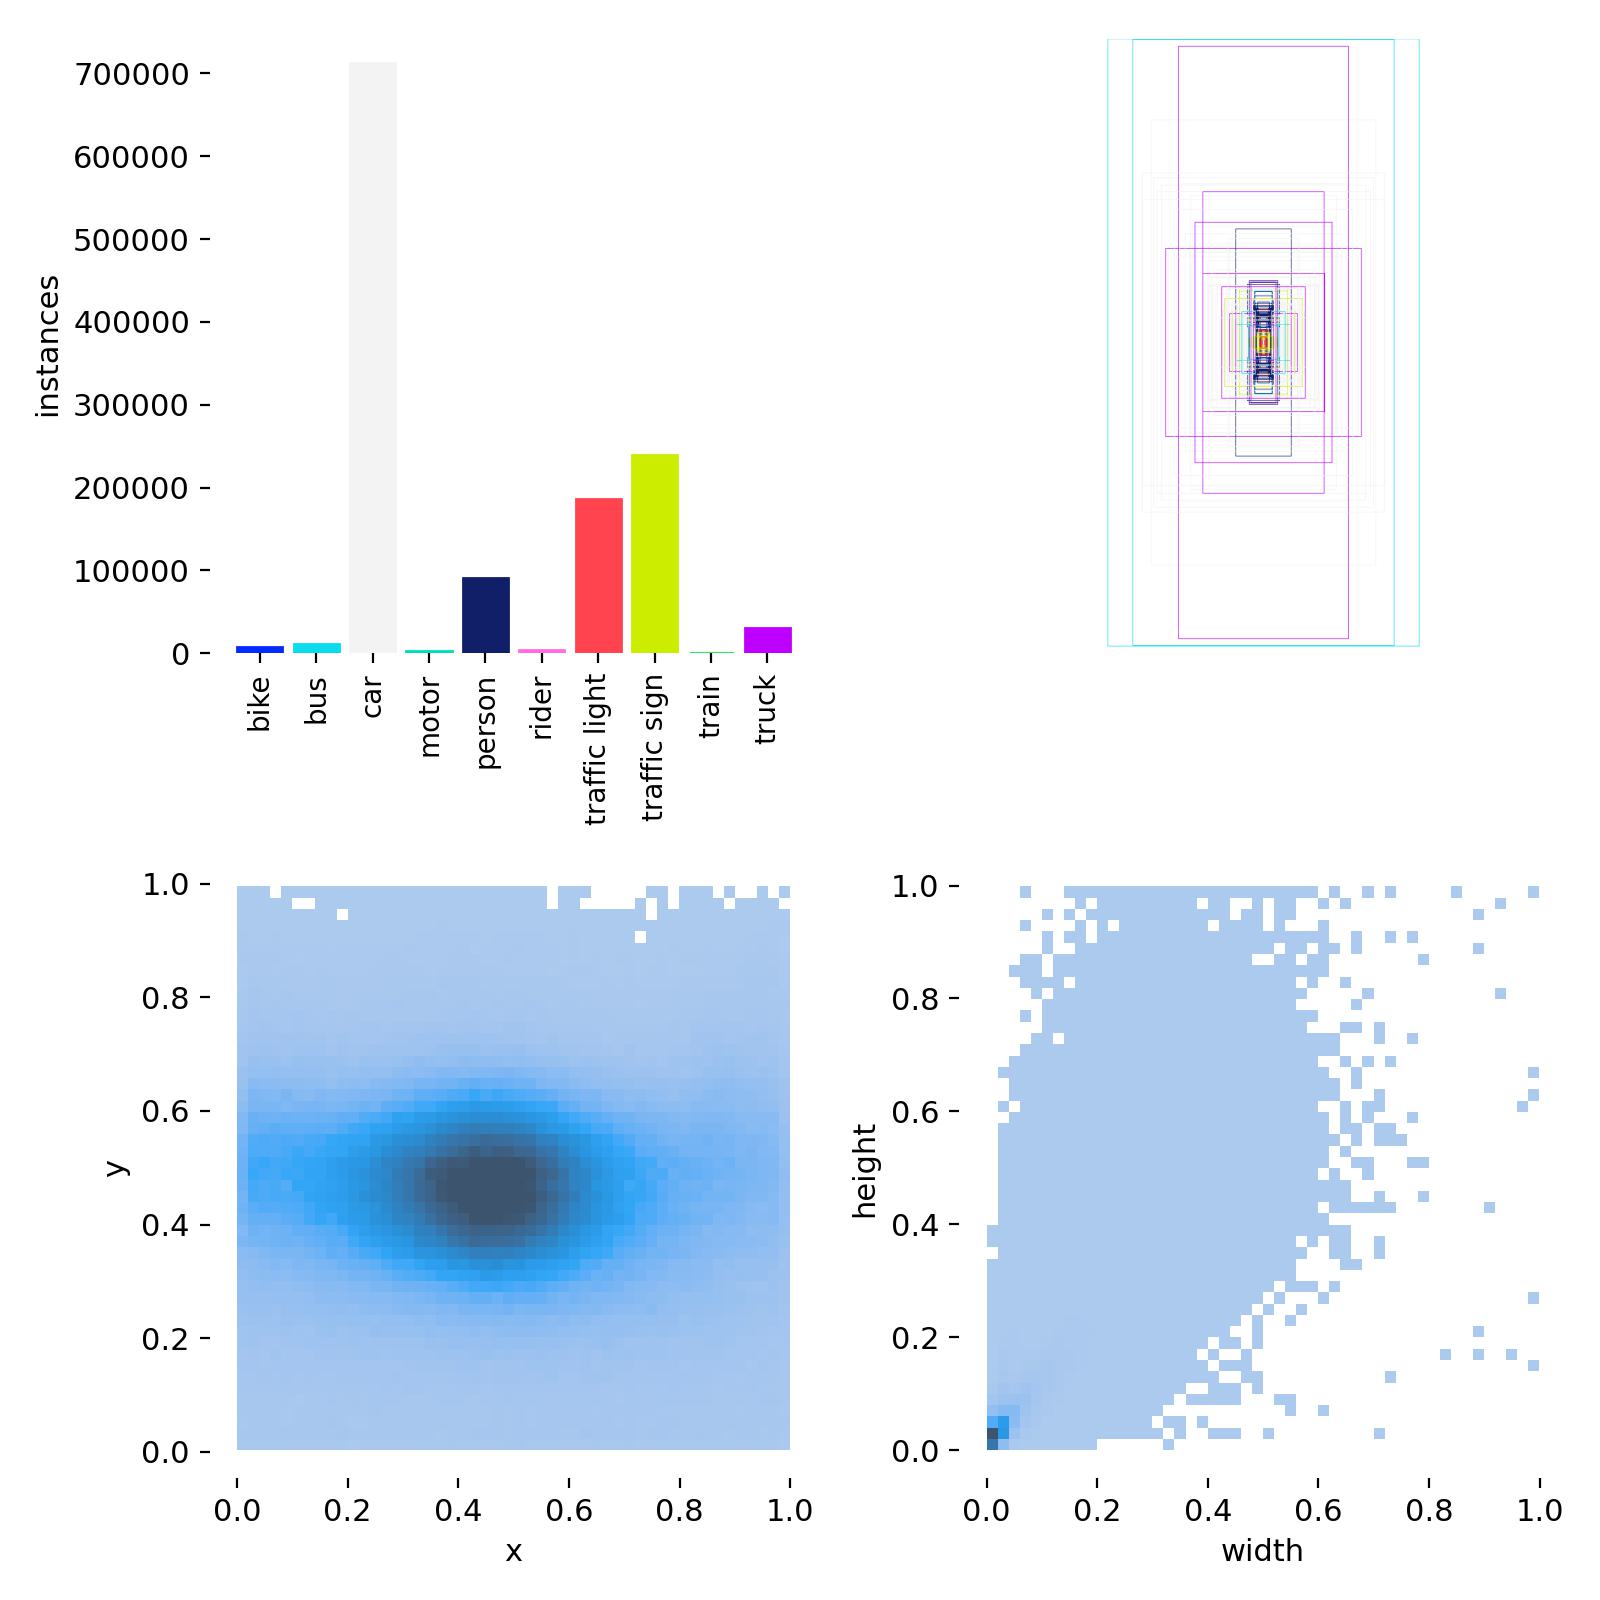 700000
600000
500000
400000
300000
200000
100000
0
instances
bike
bus
car
motor
person
rider
traffic light
traffic sign
train
truck
1.0
0.8
0.6
0.4
0.2
0.0
y
0.0 0.2 0.4 0.6 0.8 1.0
x
1.0
0.8
0.6
0.4
0.2
0.0
height
0.0 0.2 0.4 0.6 0.8 1.0
width